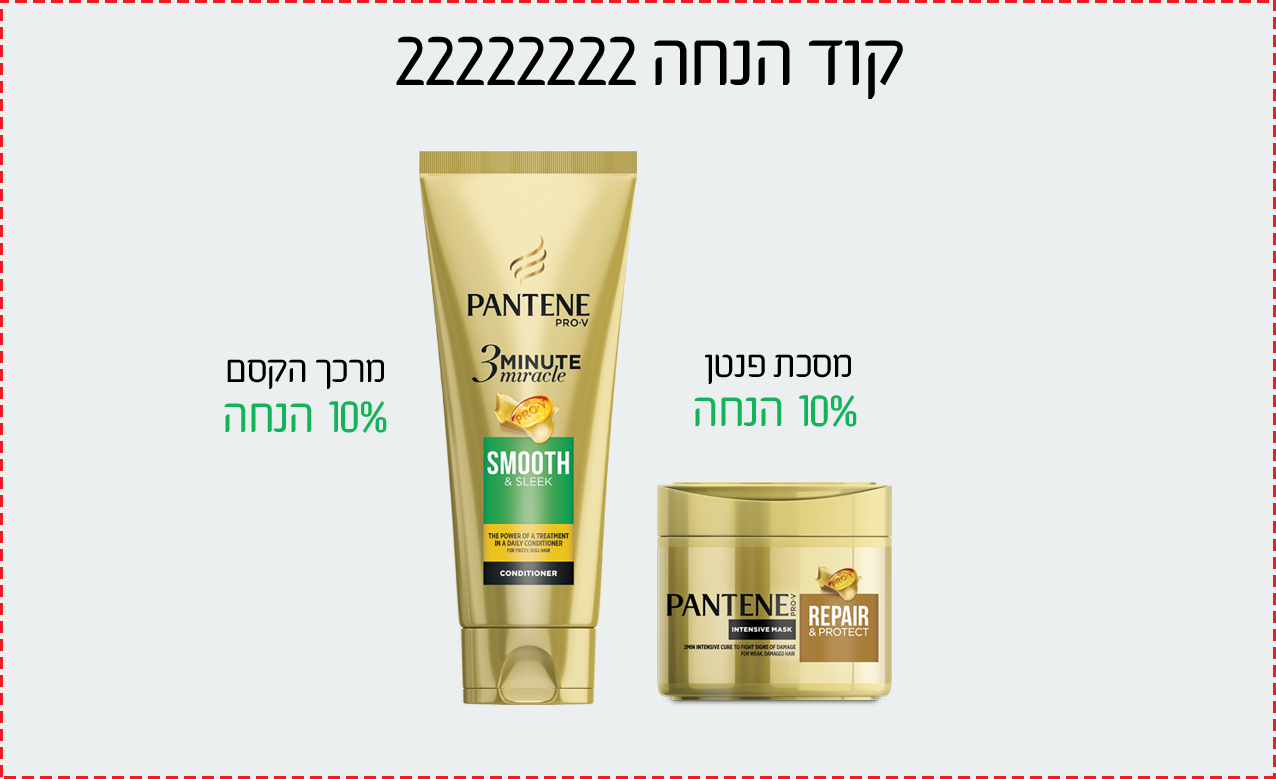 קוד הנחה 22222222
מסכת פנטן
10% הנחה
מרכך הקסם
10% הנחה
PANTENE
PRO-V
3 MINUTE
miracle
PRO-V
SMOOTH
& SLEEK
THE POWER OF A TREATMENT
IN A DAILY CONDITIONER
FOR FRIZZY, DULL HAIR
CONDITIONER
PANTENE
PRO-V
INTENSIVE MASK
2MIN INTENSIVE CURE TO FIGHT SIGNS OF DAMAGE
FOR WEAK, DAMAGED HAIR
PRO-V
REPAIR
& PROTECT